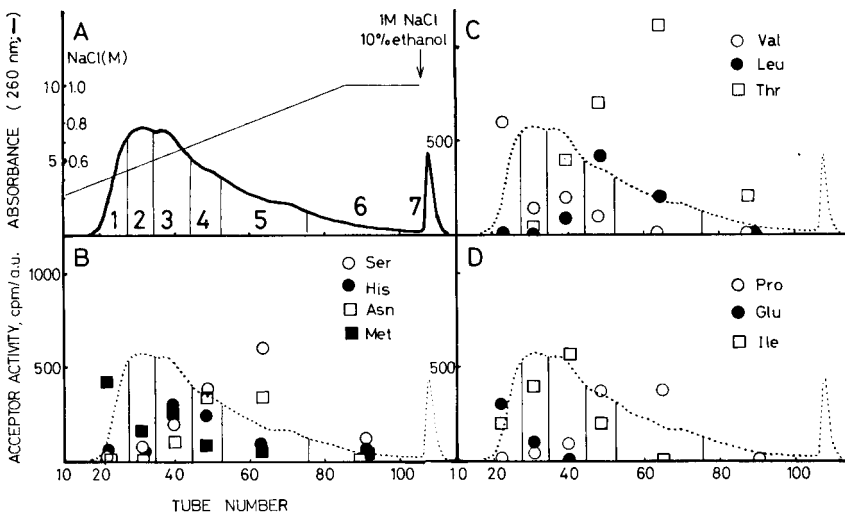 A
NaCl(M)
1M NaCl
10%ethanol
10
1.0
0.8
5
0.6
1 2 3 4 5 6 7
ABSORBANCE (260 nm;—)
C
Val
Leu
Thr
500
B
Ser
His
Asn
Met
1000
500
ACCEPTOR ACTIVITY, cpm/a.u.
10 20 40 60 80 100
TUBE NUMBER
D
Pro
Glu
Ile
500
10 20 40 60 80 100